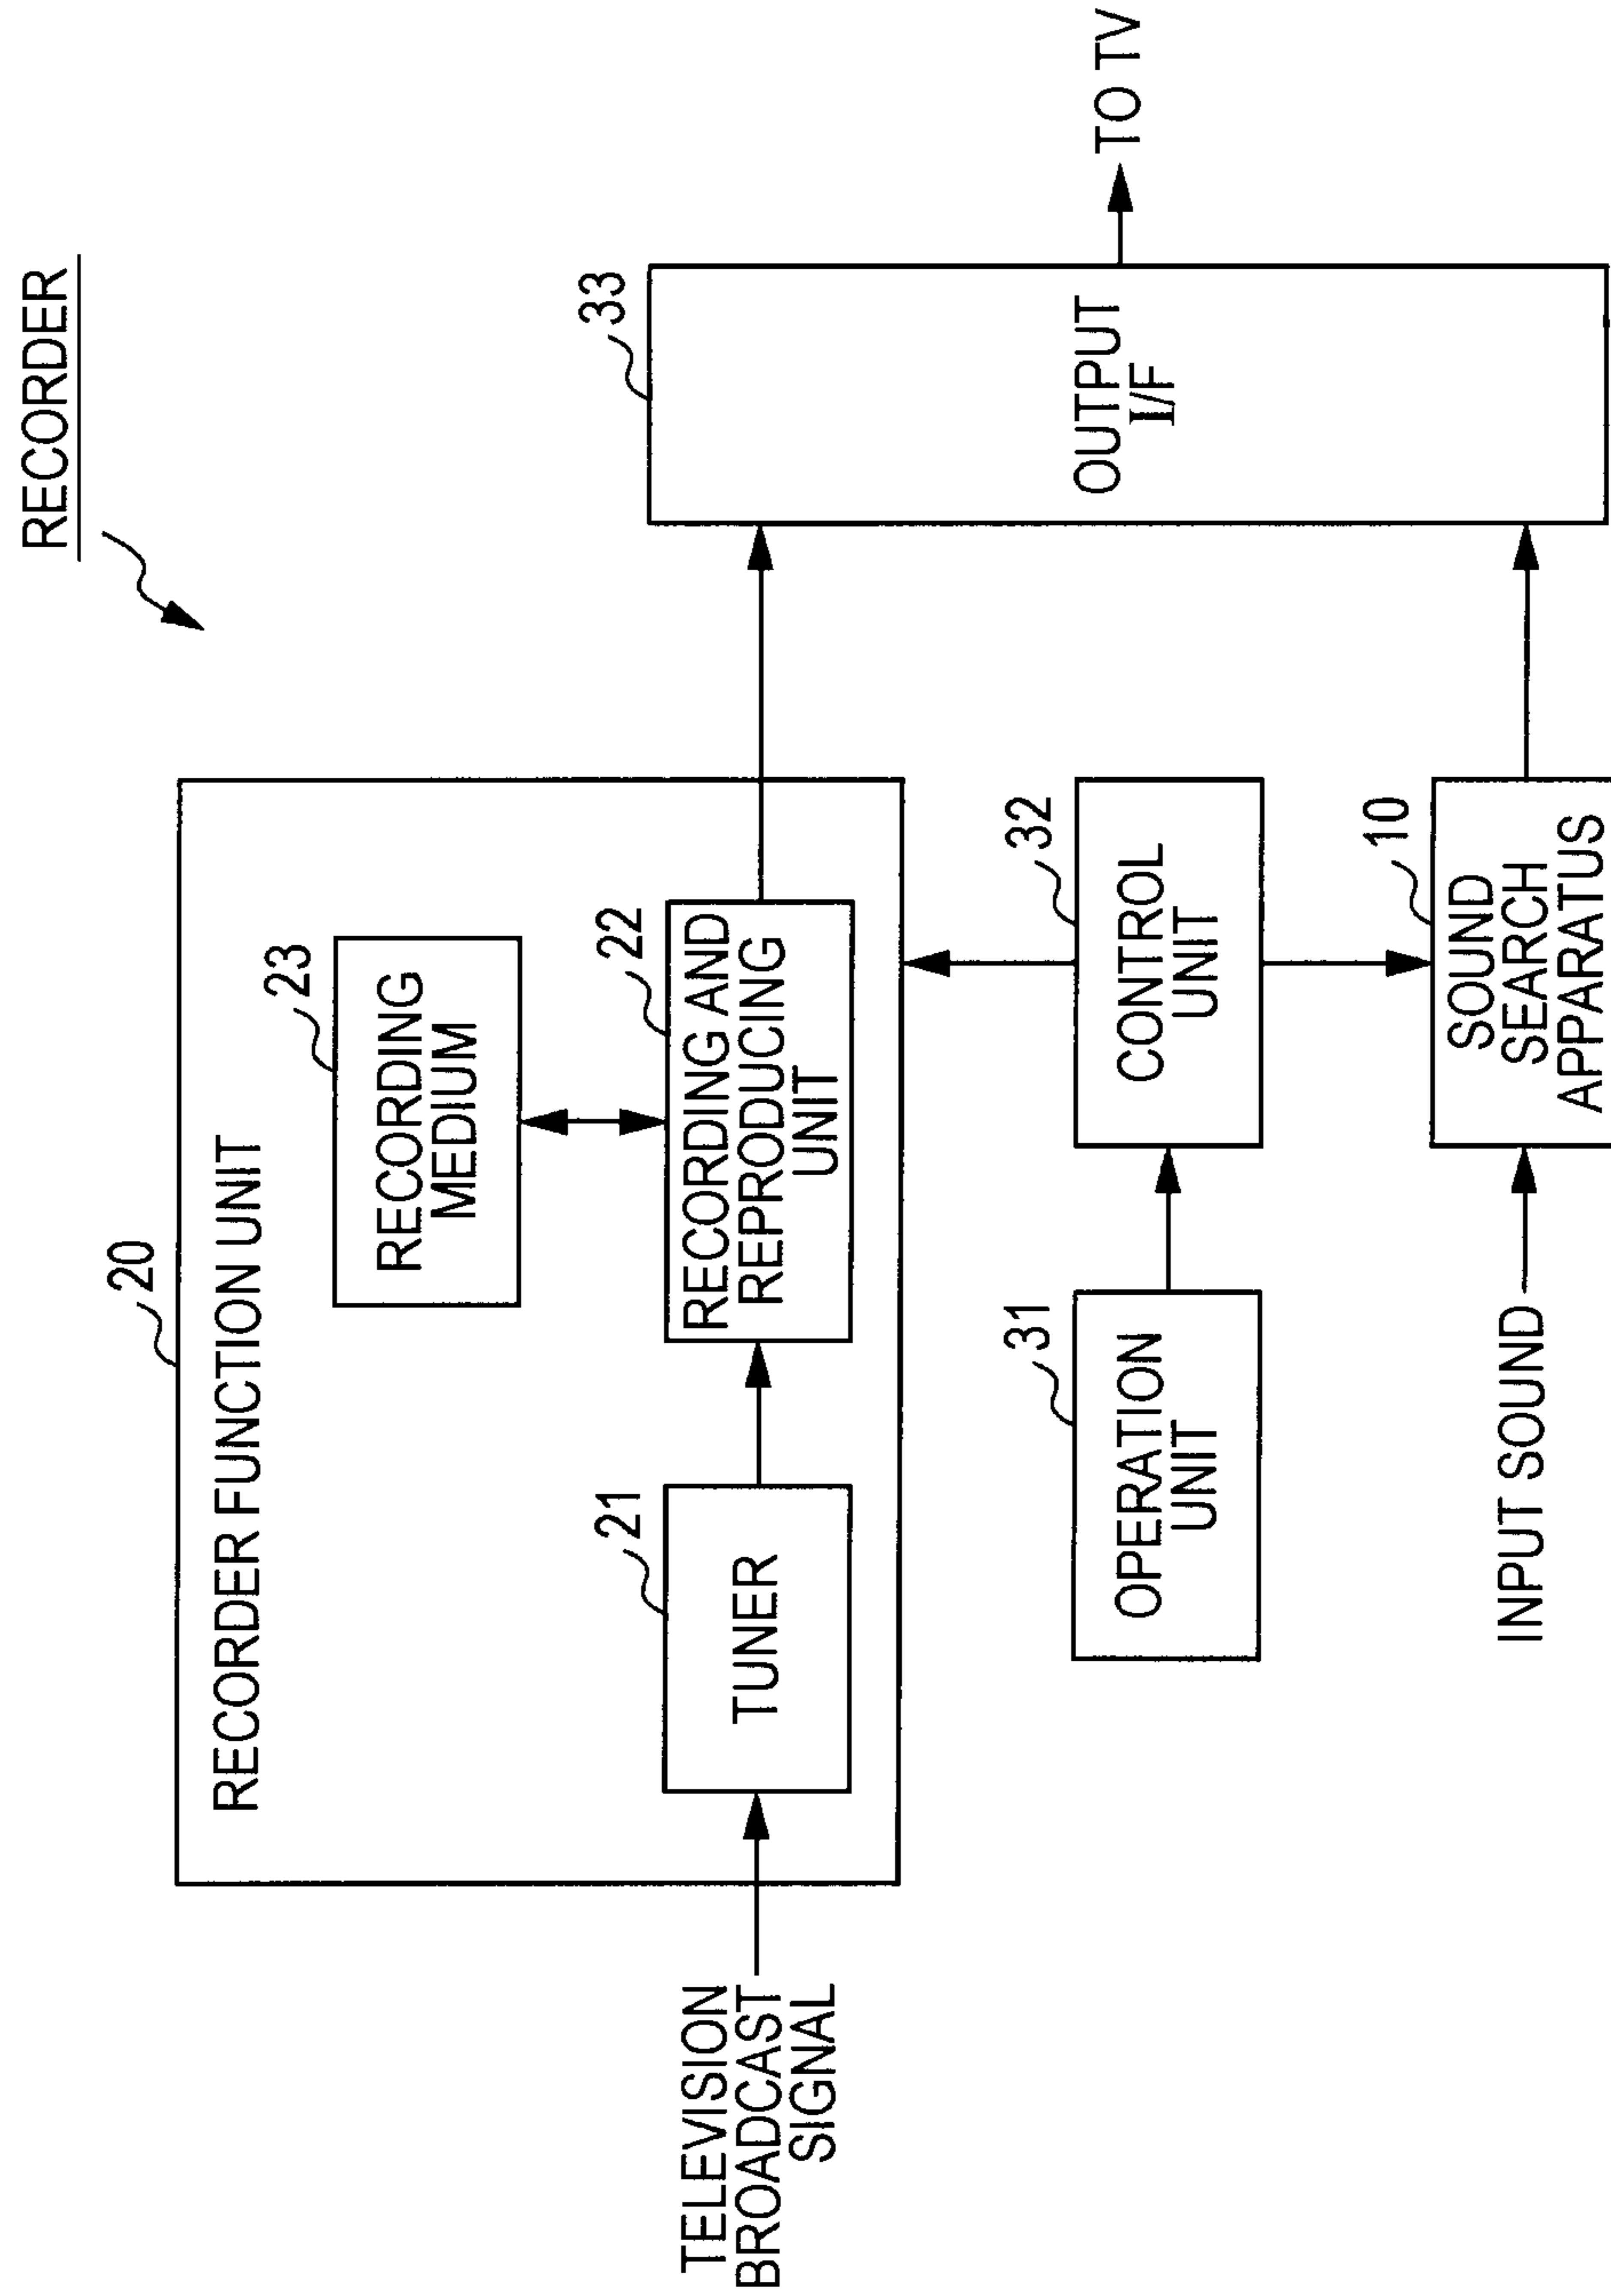 RECORDER
20
RECORDER FUNCTION UNIT
23
RECORDING
MEDIUM
21
TUNER
22
RECORDING AND
REPRODUCING
UNIT
TELEVISION
BROADCAST
SIGNAL
33
OUTPUT
I/F
TO TV
31
OPERATION
UNIT
32
CONTROL
UNIT
10
SOUND
SEARCH
APPARATUS
INPUT SOUND